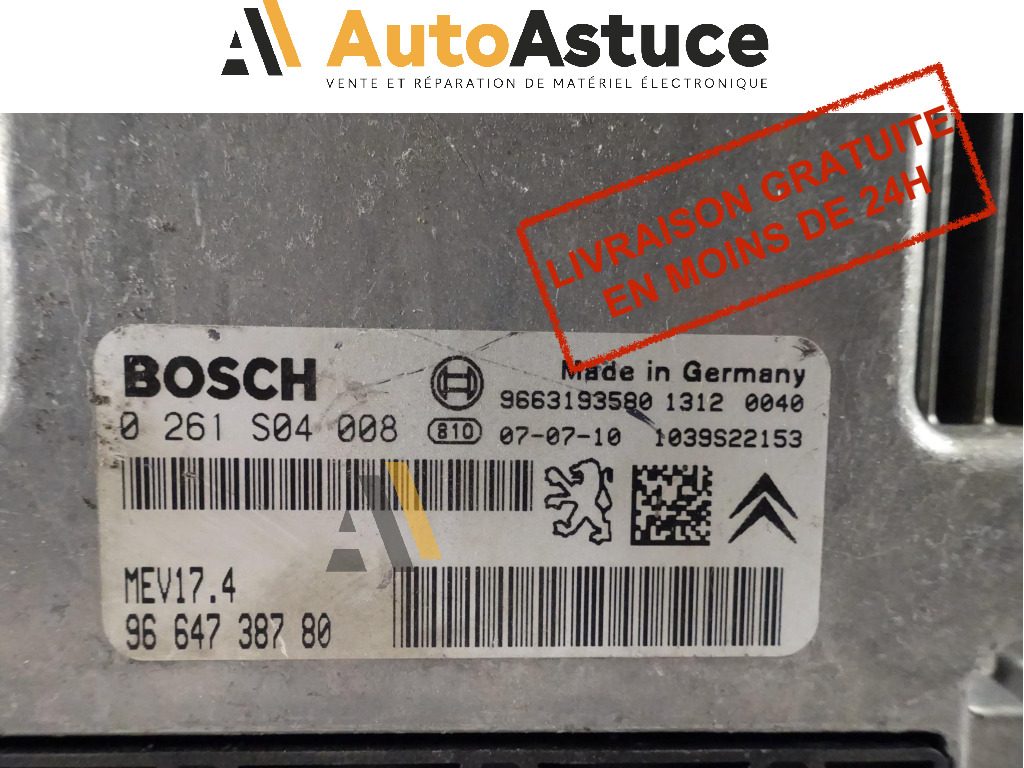 AutoAstuce
VENTE ET RÉPARATION DE MATÉRIEL ÉLECTRONIQUE
LIVRAISON GRATUITE
EN MOINS DE 24H
BOSCH
Made in Germany
9663193580 1312 0040
0 261 S04 008
810
07-07-10 1039S22153
MEV17.4
96 647 387 80